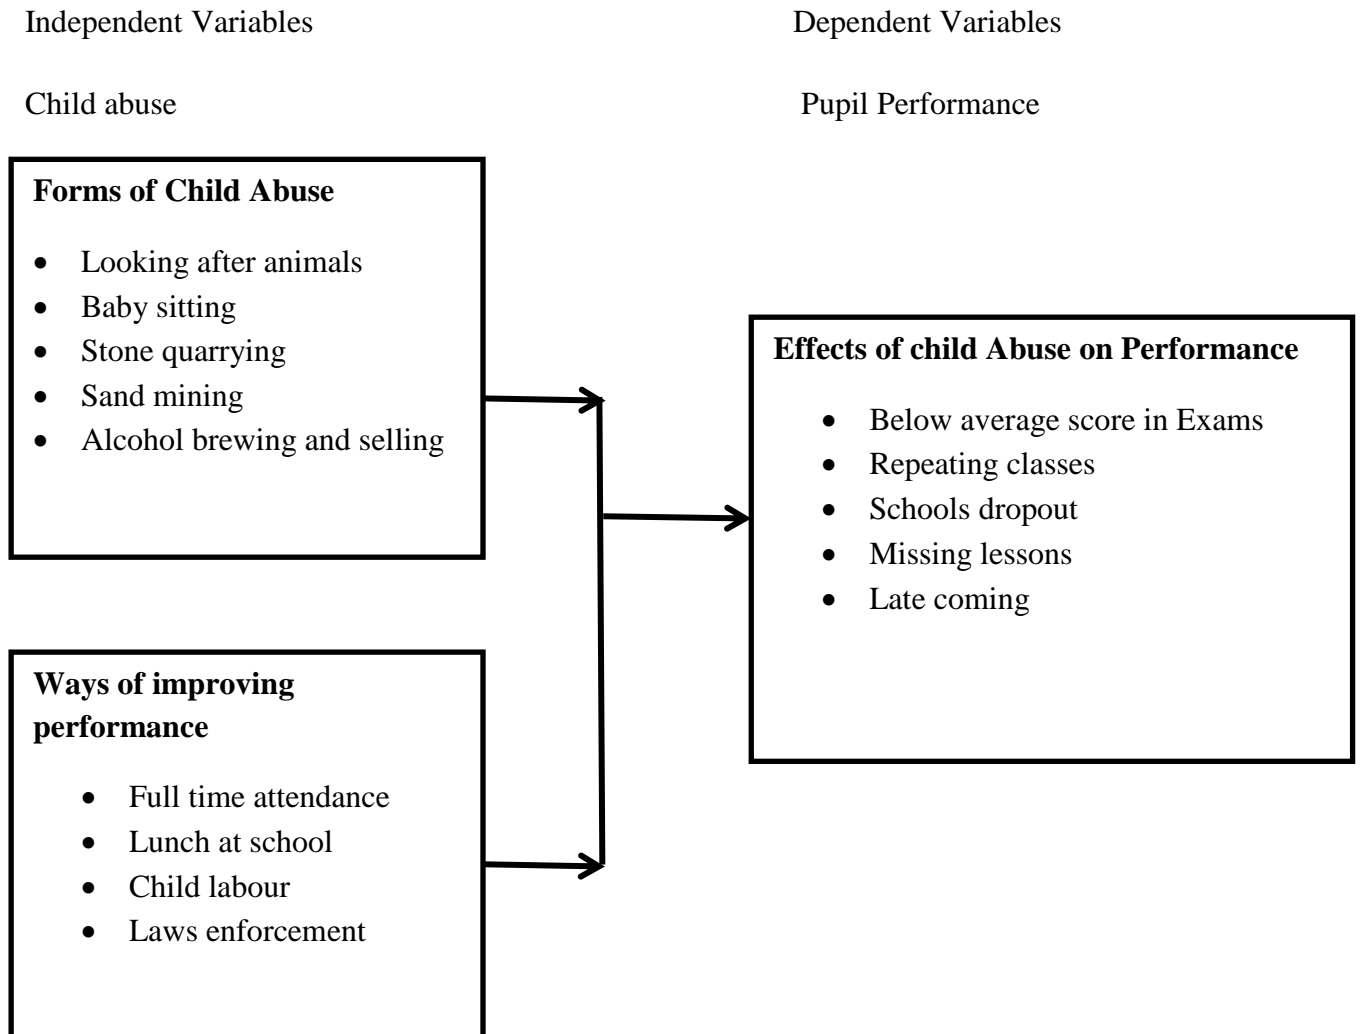 Independent Variables
Dependent Variables
Child abuse
Pupil Performance
Forms of Child Abuse
• Looking after animals
• Baby sitting
• Stone quarrying
• Sand mining
• Alcohol brewing and selling
Effects of child Abuse on Performance
• Below average score in Exams
• Repeating classes
• Schools dropout
• Missing lessons
• Late coming
Ways of improving
performance
• Full time attendance
• Lunch at school
• Child labour
• Laws enforcement